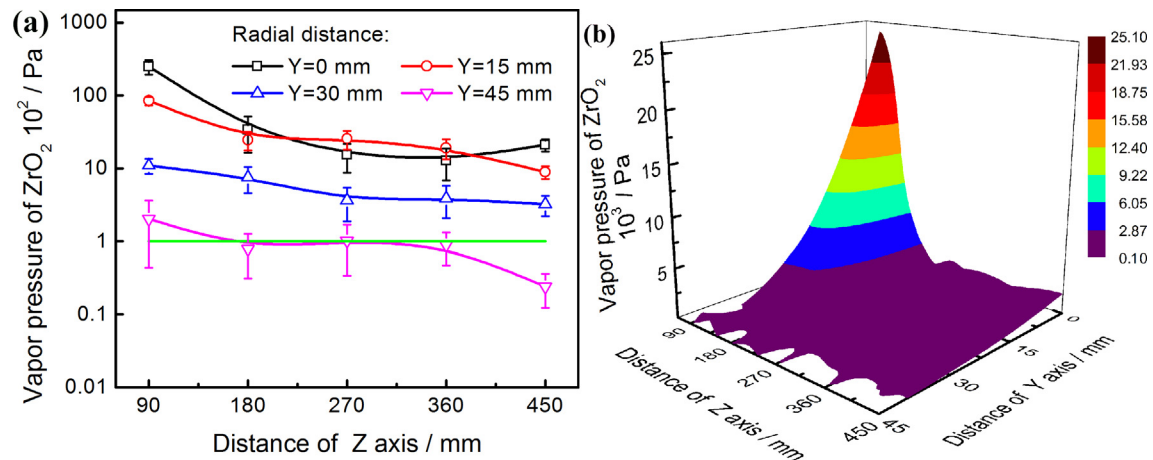 (a)
Vapor pressure of ZrO2 10^2 / Pa
1000
100
10
1
0.1
0.01
Radial distance:
Y=0 mm
Y=15 mm
Y=30 mm
Y=45 mm
90
180
270
360
450
Distance of Z axis / mm
(b)
Vapor pressure of ZrO2
10^3 / Pa
25
20
15
10
5
90
180
270
360
450
Distance of Z axis / mm
45
30
15
0
Distance of Y axis / mm
25.10
21.93
18.75
15.58
12.40
9.22
6.05
2.87
0.10